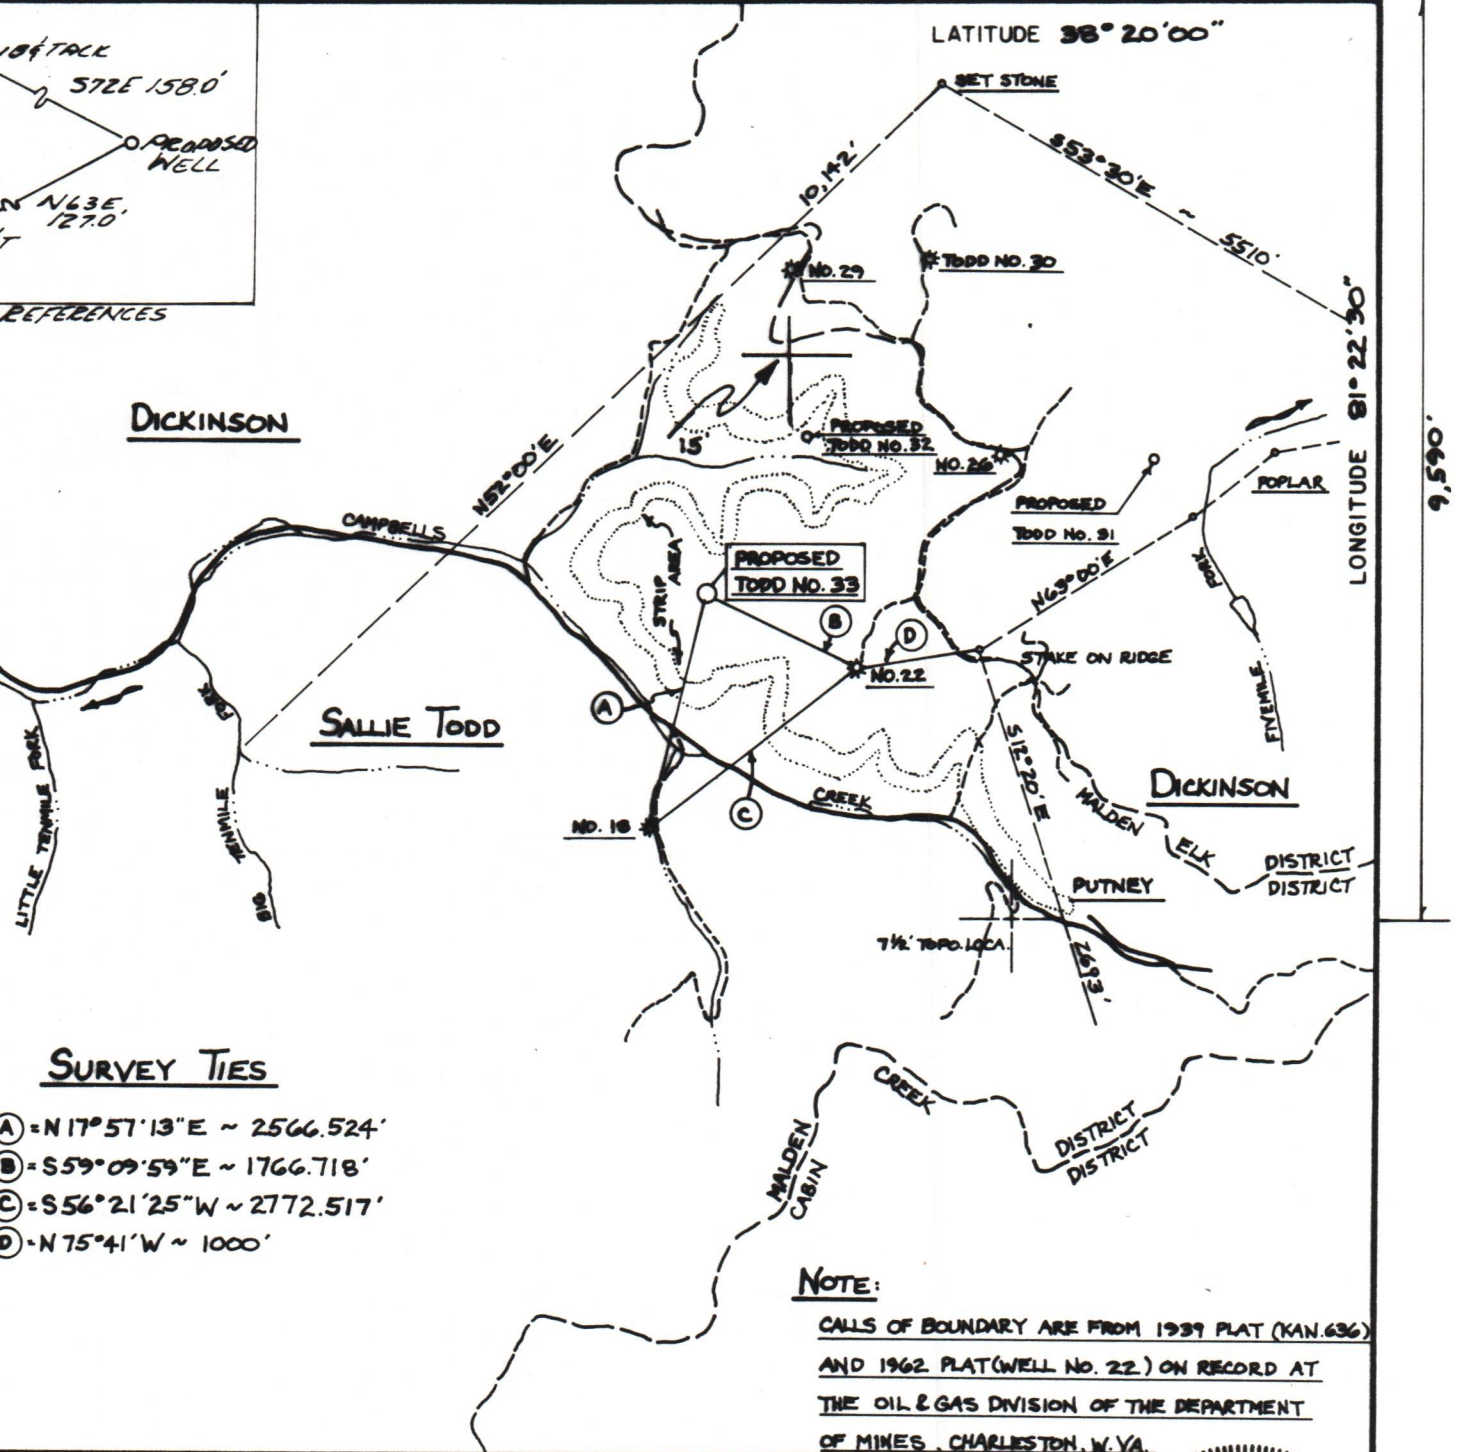 LATITUDE 38° 20'00"
& TACK
S72E 158.0'
PROPOSED
WELL
N63E
127.0'
REFERENCES
SET STONE
10,142'
S53°30'E ~ 5510'
NO. 29
TODD NO. 30
LONGITUDE 81° 22'30"
9,590'
DICKINSON
15'
PROPOSED
TODD NO. 32
NO. 26
PROPOSED
TODD NO. 31
POPLAR
N52°00'E
CAMPBELLS
STRIP AREA
PROPOSED
TODD NO. 33
N63°00'E
FORK
FIVEMILE
B
D
STAKE ON RIDGE
NO. 22
A
FORK
SALLIE TODD
S12°20'E
2693'
DICKINSON
LITTLE TENMILE FORK
TENMILE
BIG
CREEK
C
NO. 18
MALDEN
ELK
DISTRICT
DISTRICT
PUTNEY
7½' TOPO. LOCA.
SURVEY TIES
A = N 17°57'13"E ~ 2566.524'
B = S59°09'59"E ~ 1766.718'
C = S56°21'25"W ~ 2772.517'
D = N 75°41'W ~ 1000'
CREEK
MALDEN
CABIN
DISTRICT
DISTRICT
NOTE:
CALLS OF BOUNDARY ARE FROM 1939 PLAT (KAN.636)
AND 1962 PLAT (WELL NO. 22) ON RECORD AT
THE OIL & GAS DIVISION OF THE DEPARTMENT
OF MINES, CHARLESTON, W.VA.